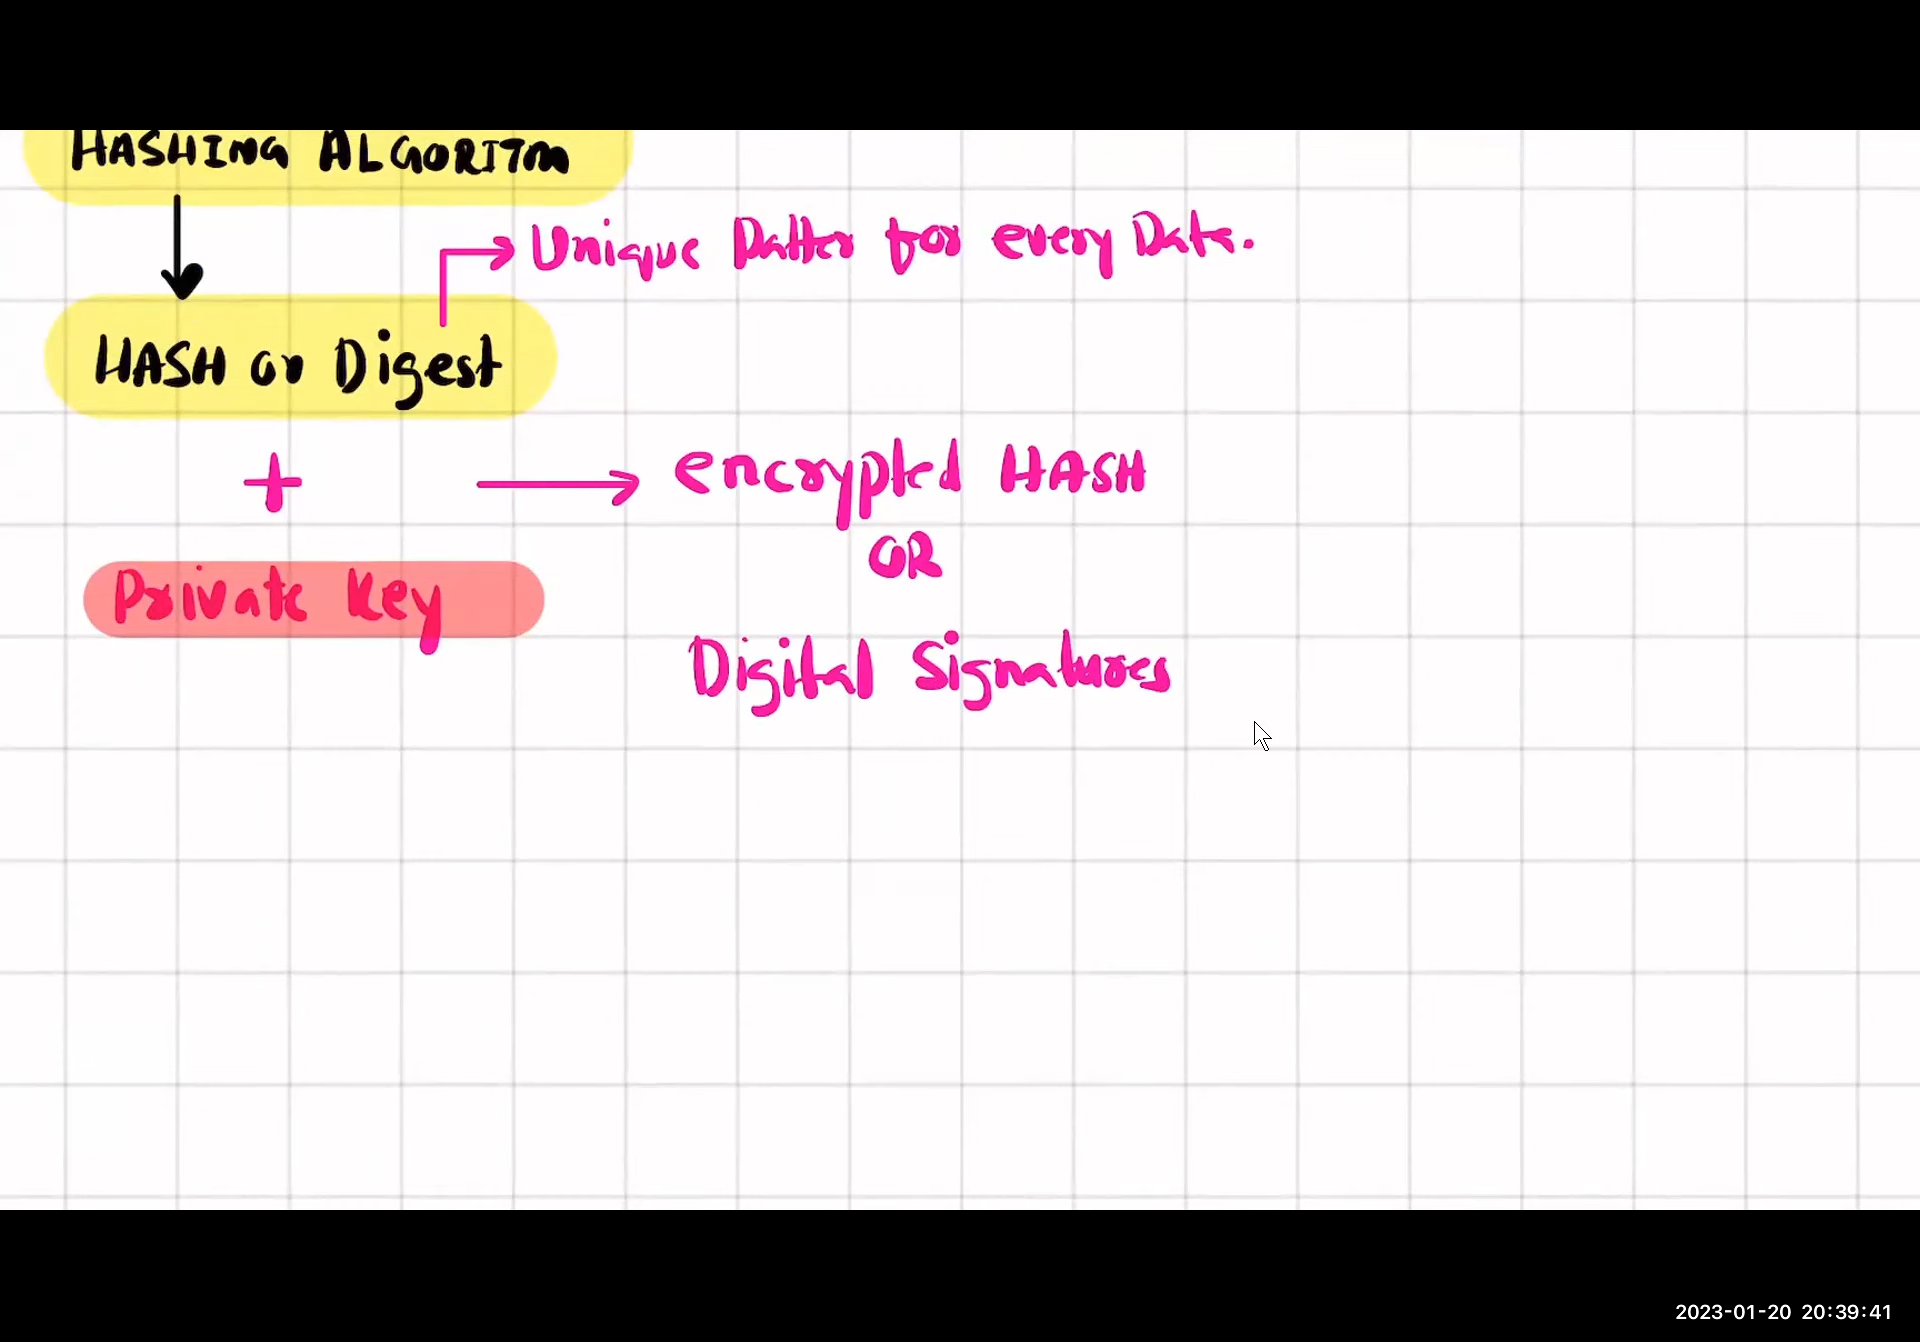 HASHING ALGORITM
Unique Patter for every Data.
HASH or Digest
+ → encrypted HASH
OR
Private Key
Digital Signatures
2023-01-20 20:39:41